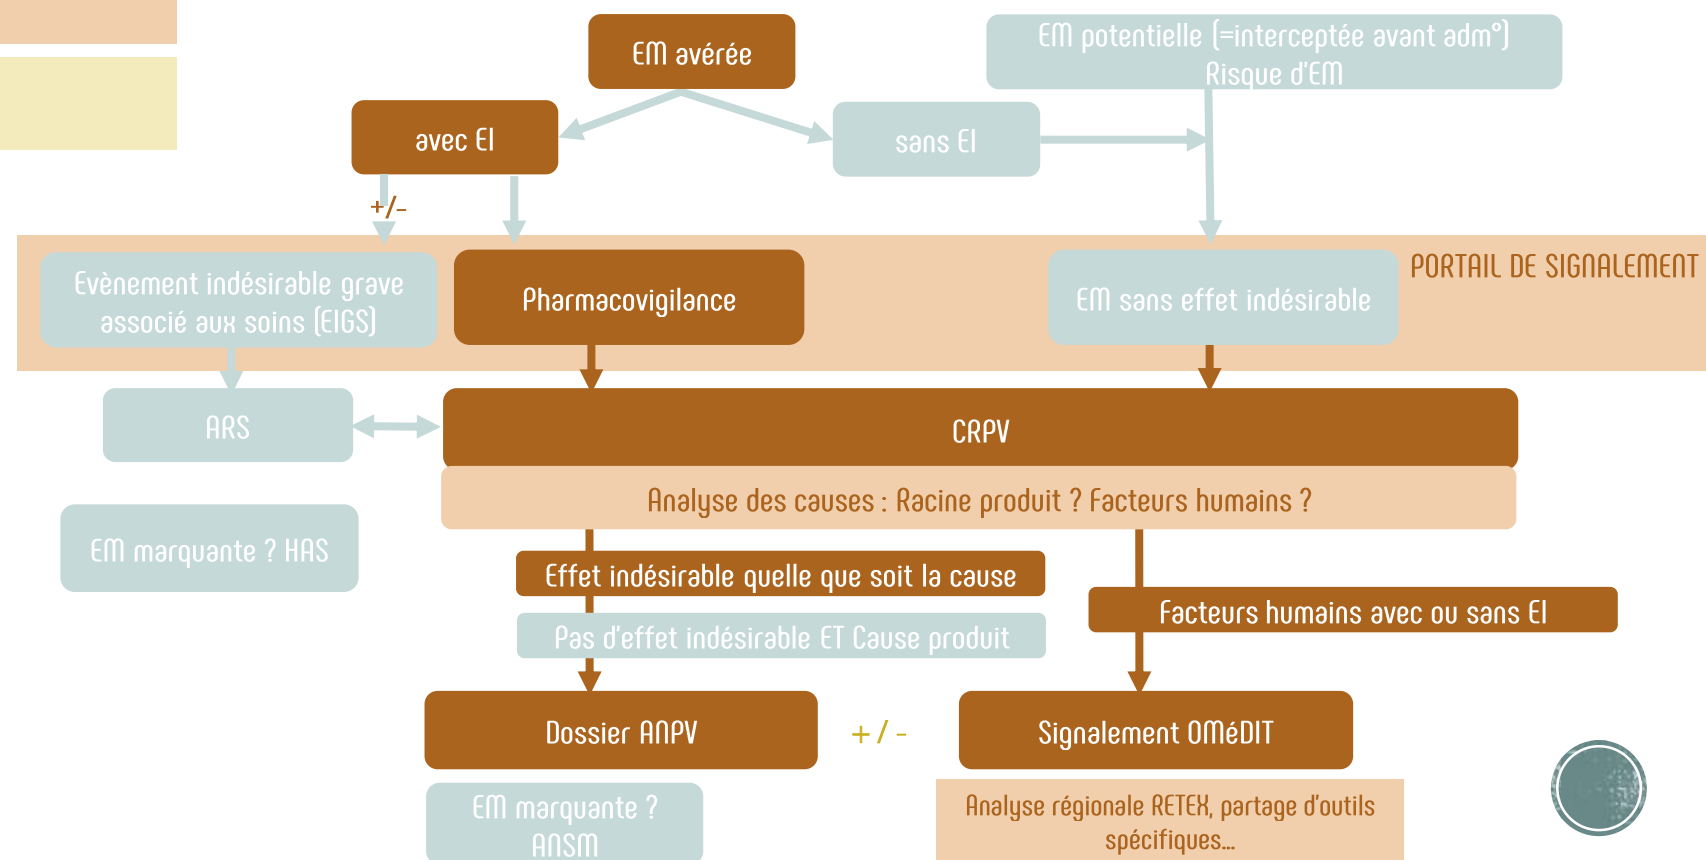 EM avérée
EM potentielle (=interceptée avant adm°)
Risque d'EM
avec EI
sans EI
+/-
PORTAIL DE SIGNALEMENT
Evènement indésirable grave
associé aux soins (EIGS)
Pharmacovigilance
EM sans effet indésirable
ARS
CRPV
Analyse des causes : Racine produit ? Facteurs humains ?
EM marquante ? HAS
Effet indésirable quelle que soit la cause
Facteurs humains avec ou sans EI
Pas d'effet indésirable ET Cause produit
Dossier ANPV
+ / -
Signalement OMéDIT
EM marquante ?
ANSM
Analyse régionale RETEX, partage d'outils
spécifiques...